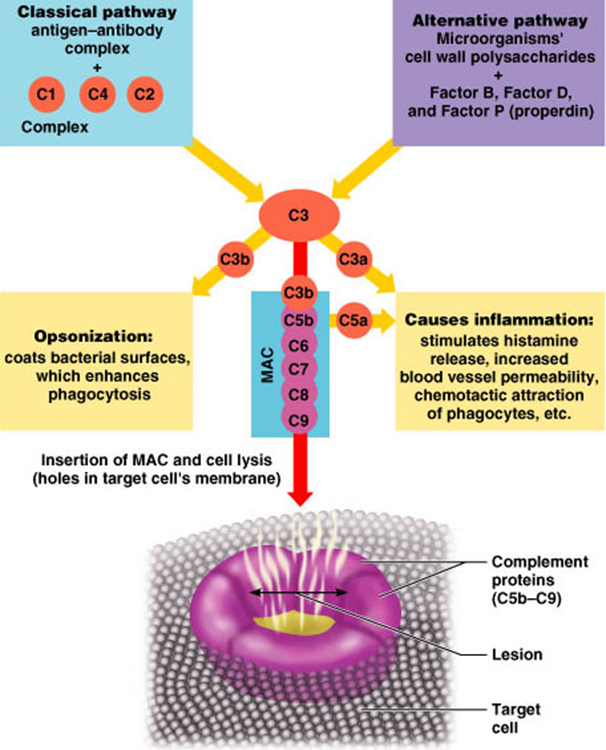 Classical pathway
antigen–antibody
complex
+
C1 C4 C2
Complex
Alternative pathway
Microorganisms'
cell wall polysaccharides
+
Factor B, Factor D,
and Factor P (properdin)
C3
C3b
C3a
C3b
C5b
C5a
C6
C7
C8
C9
MAC
Opsonization:
coats bacterial surfaces,
which enhances
phagocytosis
Causes inflammation:
stimulates histamine
release, increased
blood vessel permeability,
chemotactic attraction
of phagocytes, etc.
Insertion of MAC and cell lysis
(holes in target cell's membrane)
Complement
proteins
(C5b–C9)
Lesion
Target
cell